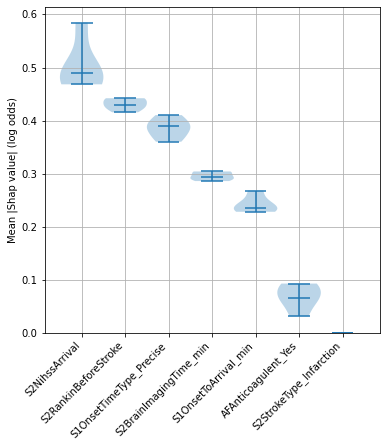 Mean |Shap value| (log odds)
0.6
0.5
0.4
0.3
0.2
0.1
0.0
S2NihssArrival
S2RankinBeforeStroke
S1OnsetTimeType_Precise
S2BrainImagingTime_min
S1OnsetToArrival_min
AFAnticoagulent_Yes
S2StrokeType_Infarction